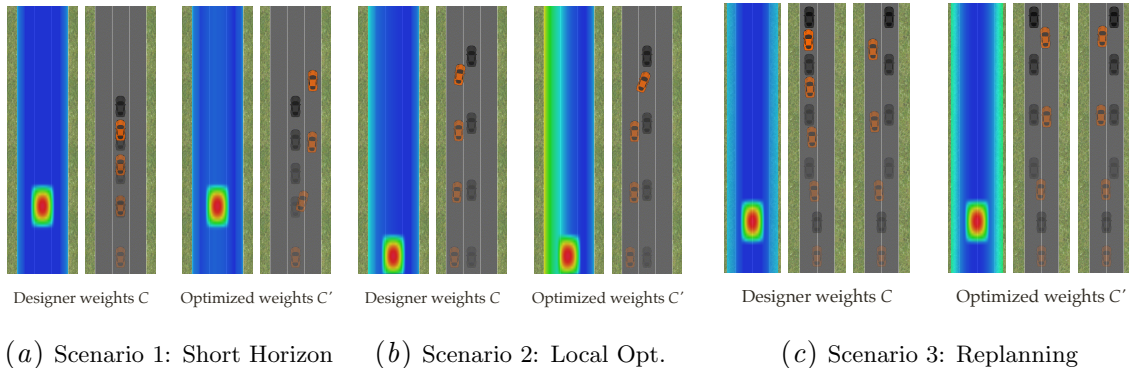 Designer weights C
Optimized weights C′
Designer weights C
Optimized weights C′
Designer weights C
Optimized weights C′
(a) Scenario 1: Short Horizon
(b) Scenario 2: Local Opt.
(c) Scenario 3: Replanning